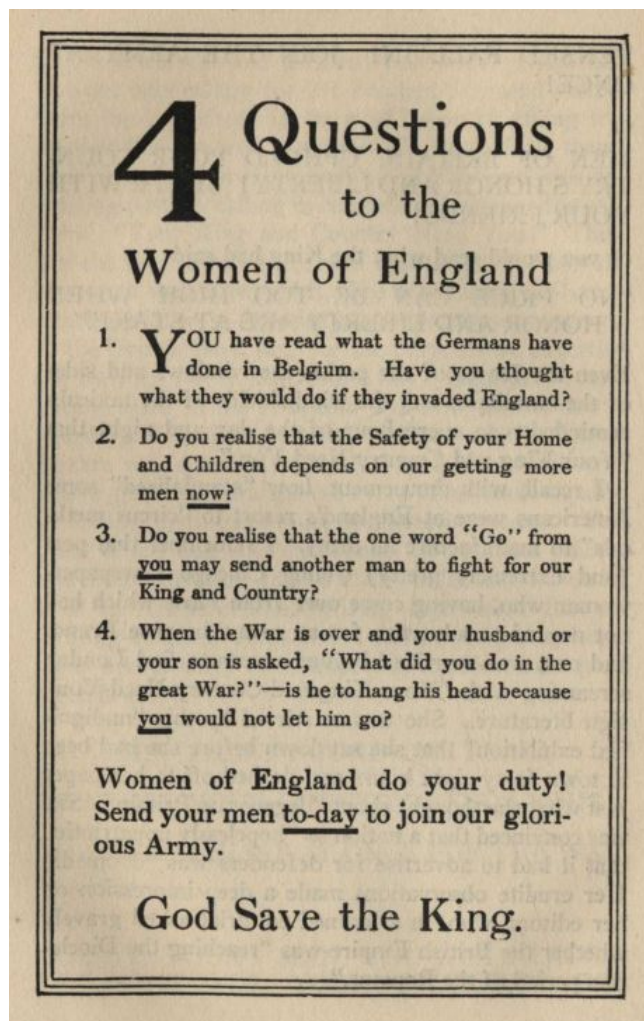 4 Questions
to the
Women of England
1. YOU have read what the Germans have
done in Belgium. Have you thought
what they would do if they invaded England?
2. Do you realise that the Safety of your Home
and Children depends on our getting more
men now?
3. Do you realise that the one word "Go" from
you may send another man to fight for our
King and Country?
4. When the War is over and your husband or
your son is asked, "What did you do in the
great War?"—is he to hang his head because
you would not let him go?
Women of England do your duty!
Send your men to-day to join our glori-
ous Army.
God Save the King.